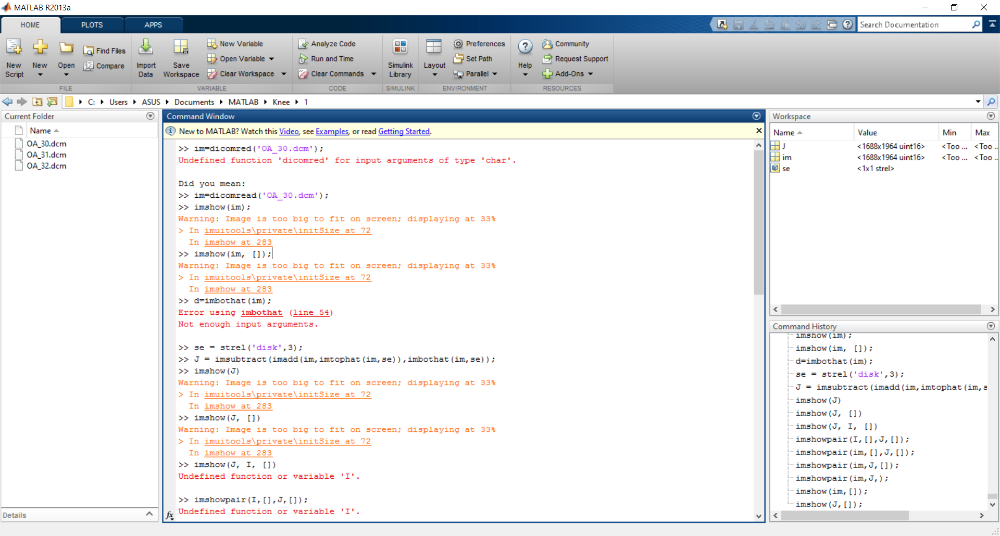 MATLAB R2013a
HOME PLOTS APPS Search Documentation
New Script New Open Find Files Compare Import Data Save Workspace New Variable Open Variable Clear Workspace Analyze Code Run and Time Clear Commands Simulink Library Layout Preferences Set Path Parallel Help Community Request Support Add-Ons
FILE VARIABLE CODE SIMULINK ENVIRONMENT RESOURCES
C: Users ASUS Documents MATLAB Knee 1
Current Folder
Name
OA_30.dcm
OA_31.dcm
OA_32.dcm
Details
Command Window
New to MATLAB? Watch this Video, see Examples, or read Getting Started.
>> im=dicomred('OA_30.dcm');
Undefined function 'dicomred' for input arguments of type 'char'.
Did you mean:
>> im=dicomread('OA_30.dcm');
>> imshow(im);
Warning: Image is too big to fit on screen; displaying at 33%
> In imuitools\private\initSize at 72
In imshow at 283
>> imshow(im, []);
Warning: Image is too big to fit on screen; displaying at 33%
> In imuitools\private\initSize at 72
In imshow at 283
>> d=imbothat(im);
Error using imbothat (line 54)
Not enough input arguments.
>> se = strel('disk',3);
>> J = imsubtract(imadd(im,imtophat(im,se)),imbothat(im,se));
>> imshow(J)
Warning: Image is too big to fit on screen; displaying at 33%
> In imuitools\private\initSize at 72
In imshow at 283
>> imshow(J, [])
Warning: Image is too big to fit on screen; displaying at 33%
> In imuitools\private\initSize at 72
In imshow at 283
>> imshow(J, I, [])
Undefined function or variable 'I'.
>> imshowpair(I,[],J,[]);
Undefined function or variable 'I'.
fx
Workspace
Name Value Min Max
J <1688x1964 uint16> <Too ... <Too ..
im <1688x1964 uint16> <Too ... <Too ..
se <1x1 strel>
Command History
imshow(im);
imshow(im, []);
d=imbothat(im);
se = strel('disk',3);
J = imsubtract(imadd(im,imtophat(im,s
imshow(J)
imshow(J, [])
imshow(J, I, [])
imshowpair(I,[],J,[]);
imshowpair(im,[],J,[]);
imshowpair(im,J,[]);
imshowpair(im,J,);
imshow(im,[]);
imshow(J,[]);